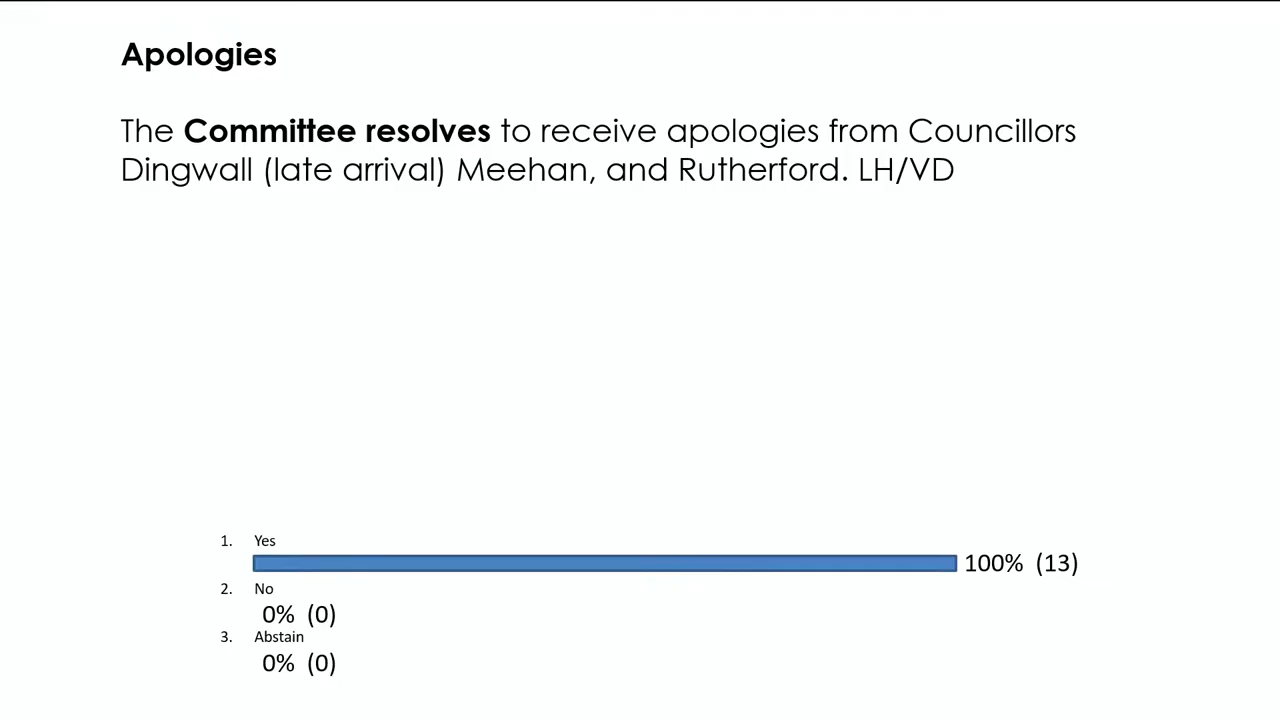 Apologies
The Committee resolves to receive apologies from Councillors
Dingwall (late arrival) Meehan, and Rutherford. LH/VD
1. Yes
100% (13)
2. No
0% (0)
3. Abstain
0% (0)